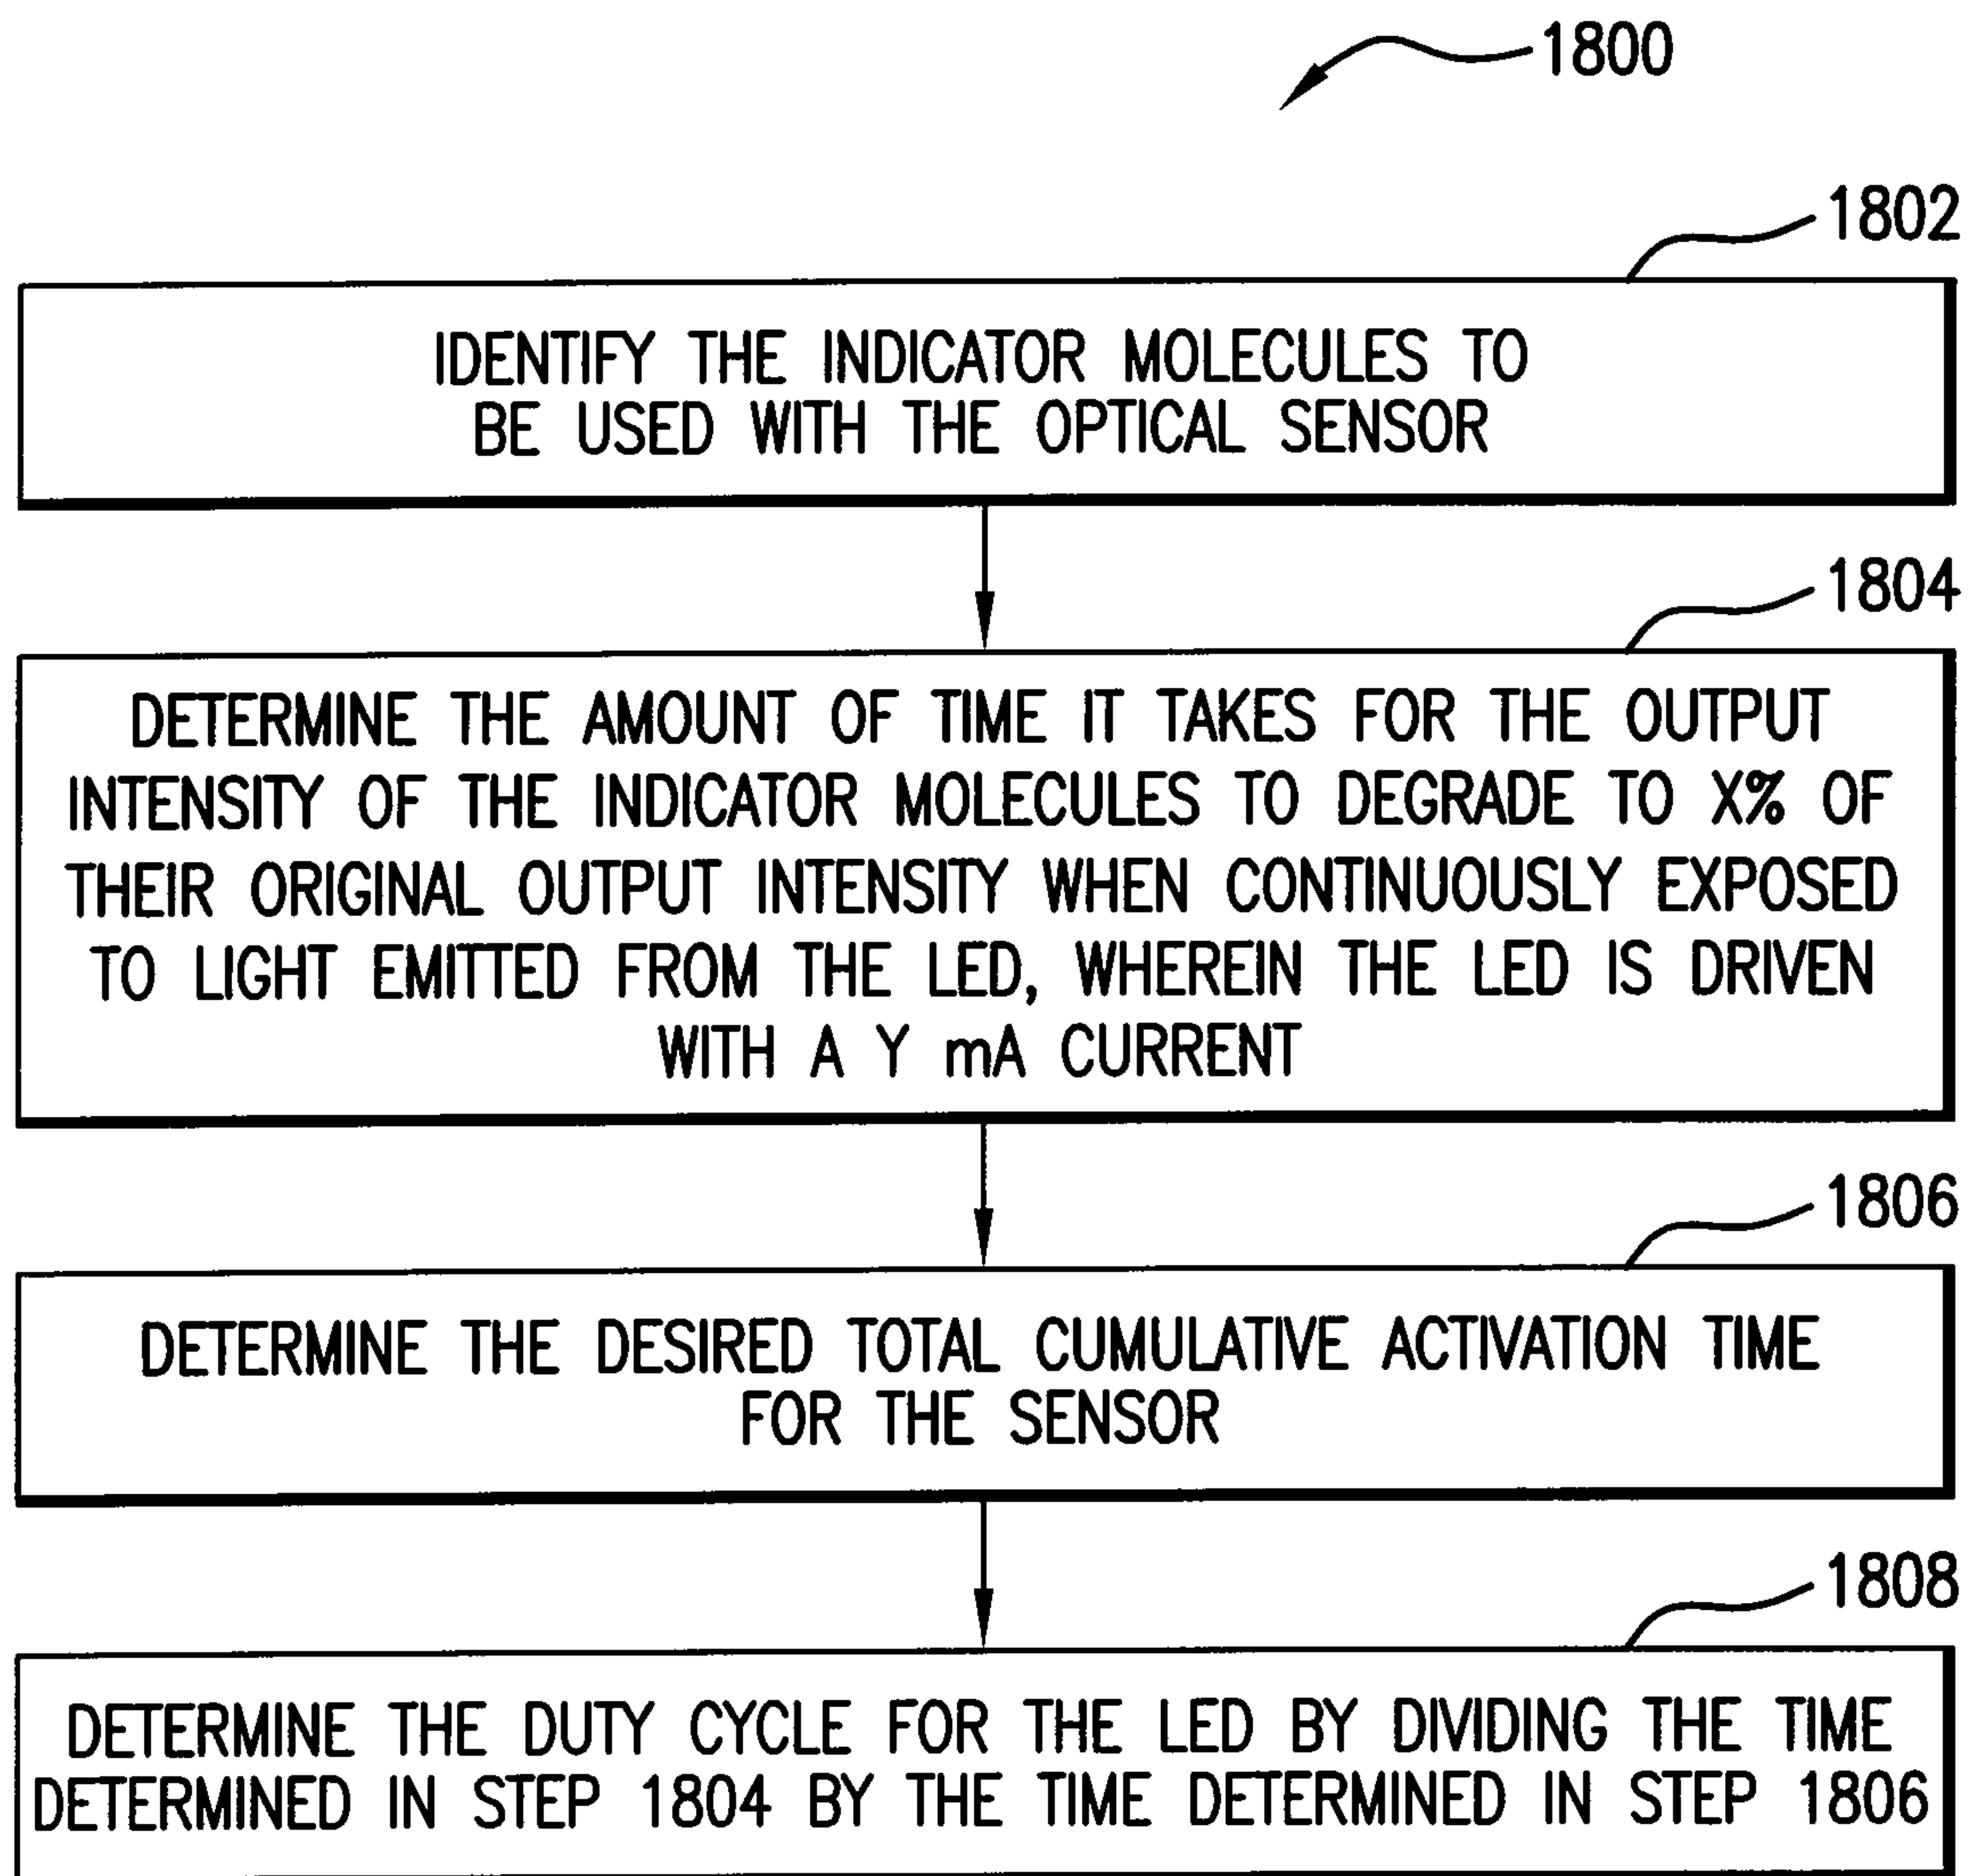 1800
1802
IDENTIFY THE INDICATOR MOLECULES TO
BE USED WITH THE OPTICAL SENSOR
1804
DETERMINE THE AMOUNT OF TIME IT TAKES FOR THE OUTPUT
INTENSITY OF THE INDICATOR MOLECULES TO DEGRADE TO X% OF
THEIR ORIGINAL OUTPUT INTENSITY WHEN CONTINUOUSLY EXPOSED
TO LIGHT EMITTED FROM THE LED, WHEREIN THE LED IS DRIVEN
WITH A Y mA CURRENT
1806
DETERMINE THE DESIRED TOTAL CUMULATIVE ACTIVATION TIME
FOR THE SENSOR
1808
DETERMINE THE DUTY CYCLE FOR THE LED BY DIVIDING THE TIME
DETERMINED IN STEP 1804 BY THE TIME DETERMINED IN STEP 1806